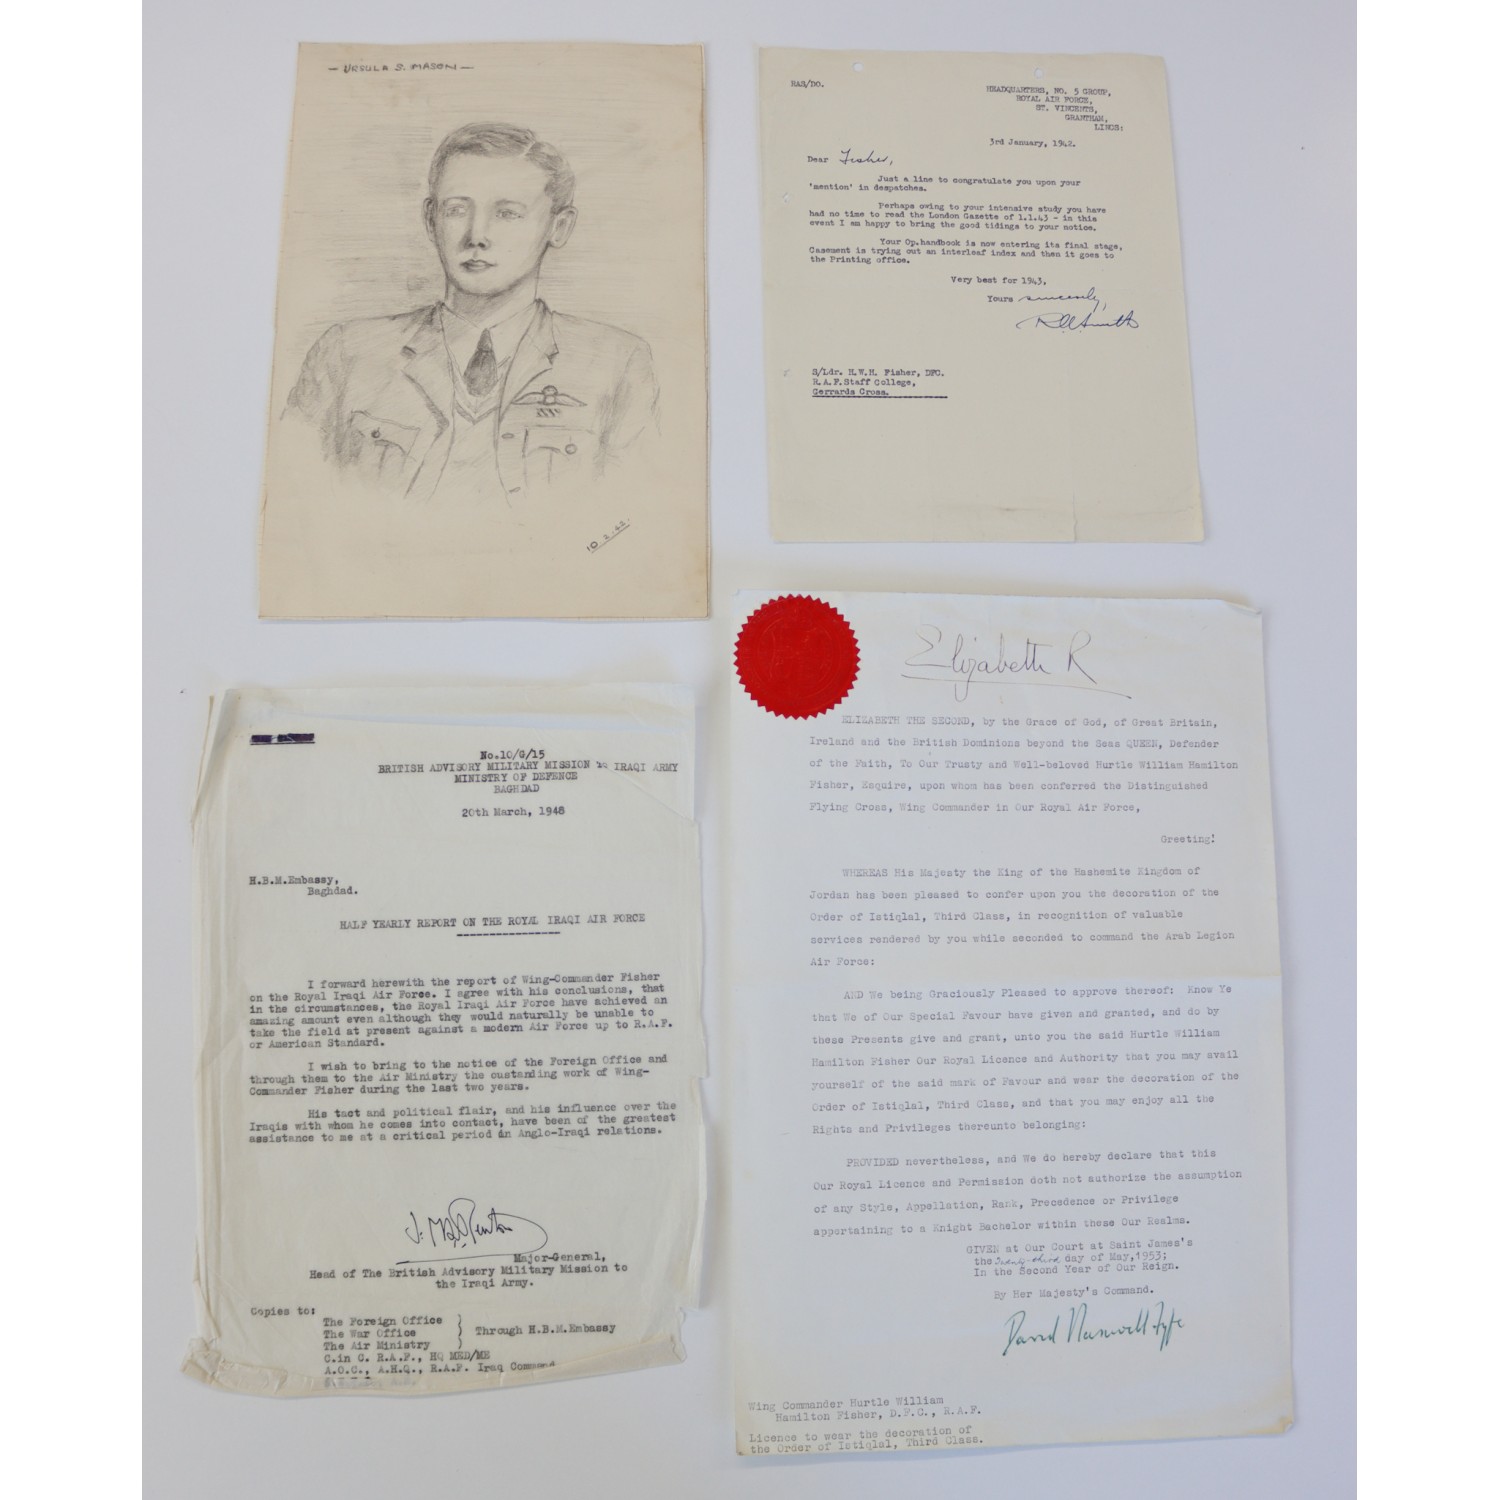 - URSULA S. MASON -
10.2.42.
HAS/DO.
HEADQUARTERS, NO. 5 GROUP,
ROYAL AIR FORCE,
ST. VINCENTS,
GRANTHAM,
LINCS:
3rd January, 1942.
Dear Fisher,
Just a line to congratulate you upon your
'mention' in despatches.
Perhaps owing to your intensive study you have
had no time to read the London Gazette of 1.1.43 - in this
event I am happy to bring the good tidings to your notice.
Your Op.handbook is now entering its final stage,
Casement is trying out an interleaf index and then it goes to
the Printing office.
Very best for 1943,
Yours sincerely,
S/Ldr. H.W.H. Fisher, DFC.
R.A.F.Staff College,
Gerrards Cross.
No.10/G/15
BRITISH ADVISORY MILITARY MISSION IRAQI ARMY
MINISTRY OF DEFENCE
BAGHDAD
20th March, 1948
H.B.M.Embassy,
Baghdad.
HALF YEARLY REPORT ON THE ROYAL IRAQI AIR FORCE
I forward herewith the report of Wing-Commander Fisher
on the Royal Iraqi Air Force. I agree with his conclusions, that
in the circumstances, the Royal Iraqi Air Force have achieved an
amazing amount even although they would naturally be unable to
take the field at present against a modern Air Force up to R.A.F.
or American Standard.
I wish to bring to the notice of the Foreign Office and
through them to the Air Ministry the oustanding work of Wing-
Commander Fisher during the last two years.
His tact and political flair, and his influence over the
Iraqis with whom he comes into contact, have been of the greatest
assistance to me at a critical period in Anglo-Iraqi relations.
Major-General,
Head of The British Advisory Military Mission to
the Iraqi Army.
Copies to:
The Foreign Office
The War Office } Through H.B.M.Embassy
The Air Ministry
C.in C. R.A.F., HQ MED/ME
A.O.C., A.H.Q., R.A.F. Iraq Command
Elizabeth R
ELIZABETH THE SECOND, by the Grace of God, of Great Britain,
Ireland and the British Dominions beyond the Seas QUEEN, Defender
of the Faith, To Our Trusty and Well-beloved Hurtle William Hamilton
Fisher, Esquire, upon whom has been conferred the Distinguished
Flying Cross, Wing Commander in Our Royal Air Force,
Greeting!
WHEREAS His Majesty the King of the Hashemite Kingdom of
Jordan has been pleased to confer upon you the decoration of the
Order of Istiqlal, Third Class, in recognition of valuable
services rendered by you while seconded to command the Arab Legion
Air Force:
AND We being Graciously Pleased to approve thereof: Know Ye
that We of Our Special Favour have given and granted, and do by
these Presents give and grant, unto you the said Hurtle William
Hamilton Fisher Our Royal Licence and Authority that you may avail
yourself of the said mark of Favour and wear the decoration of the
Order of Istiqlal, Third Class, and that you may enjoy all the
Rights and Privileges thereunto belonging:
PROVIDED nevertheless, and We do hereby declare that this
Our Royal Licence and Permission doth not authorize the assumption
of any Style, Appellation, Rank, Precedence or Privilege
appertaining to a Knight Bachelor within these Our Realms.
GIVEN at Our Court at Saint James's
the twenty-third day of May, 1953;
In the Second Year of Our Reign.
By Her Majesty's Command.
David Maxwell Fyfe
Wing Commander Hurtle William
Hamilton Fisher, D.F.C., R.A.F.
Licence to wear the decoration of
the Order of Istiqlal, Third Class.